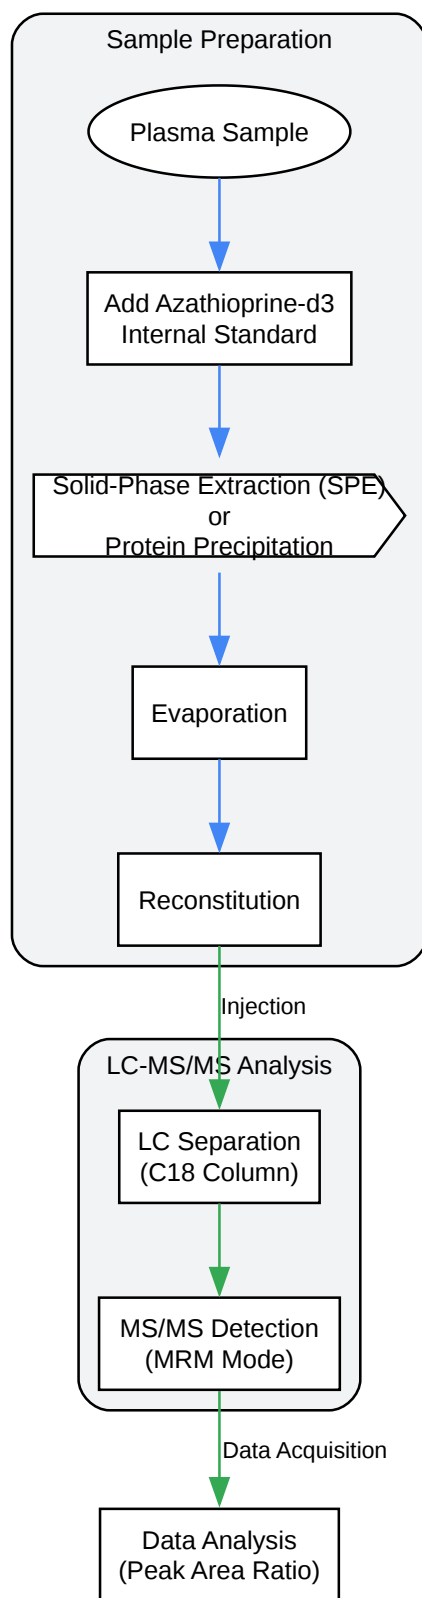 Sample Preparation
Plasma Sample
Add Azathioprine-d3
Internal Standard
Solid-Phase Extraction (SPE)
or
Protein Precipitation
Evaporation
Reconstitution
Injection
LC-MS/MS Analysis
LC Separation
(C18 Column)
MS/MS Detection
(MRM Mode)
Data Acquisition
Data Analysis
(Peak Area Ratio)